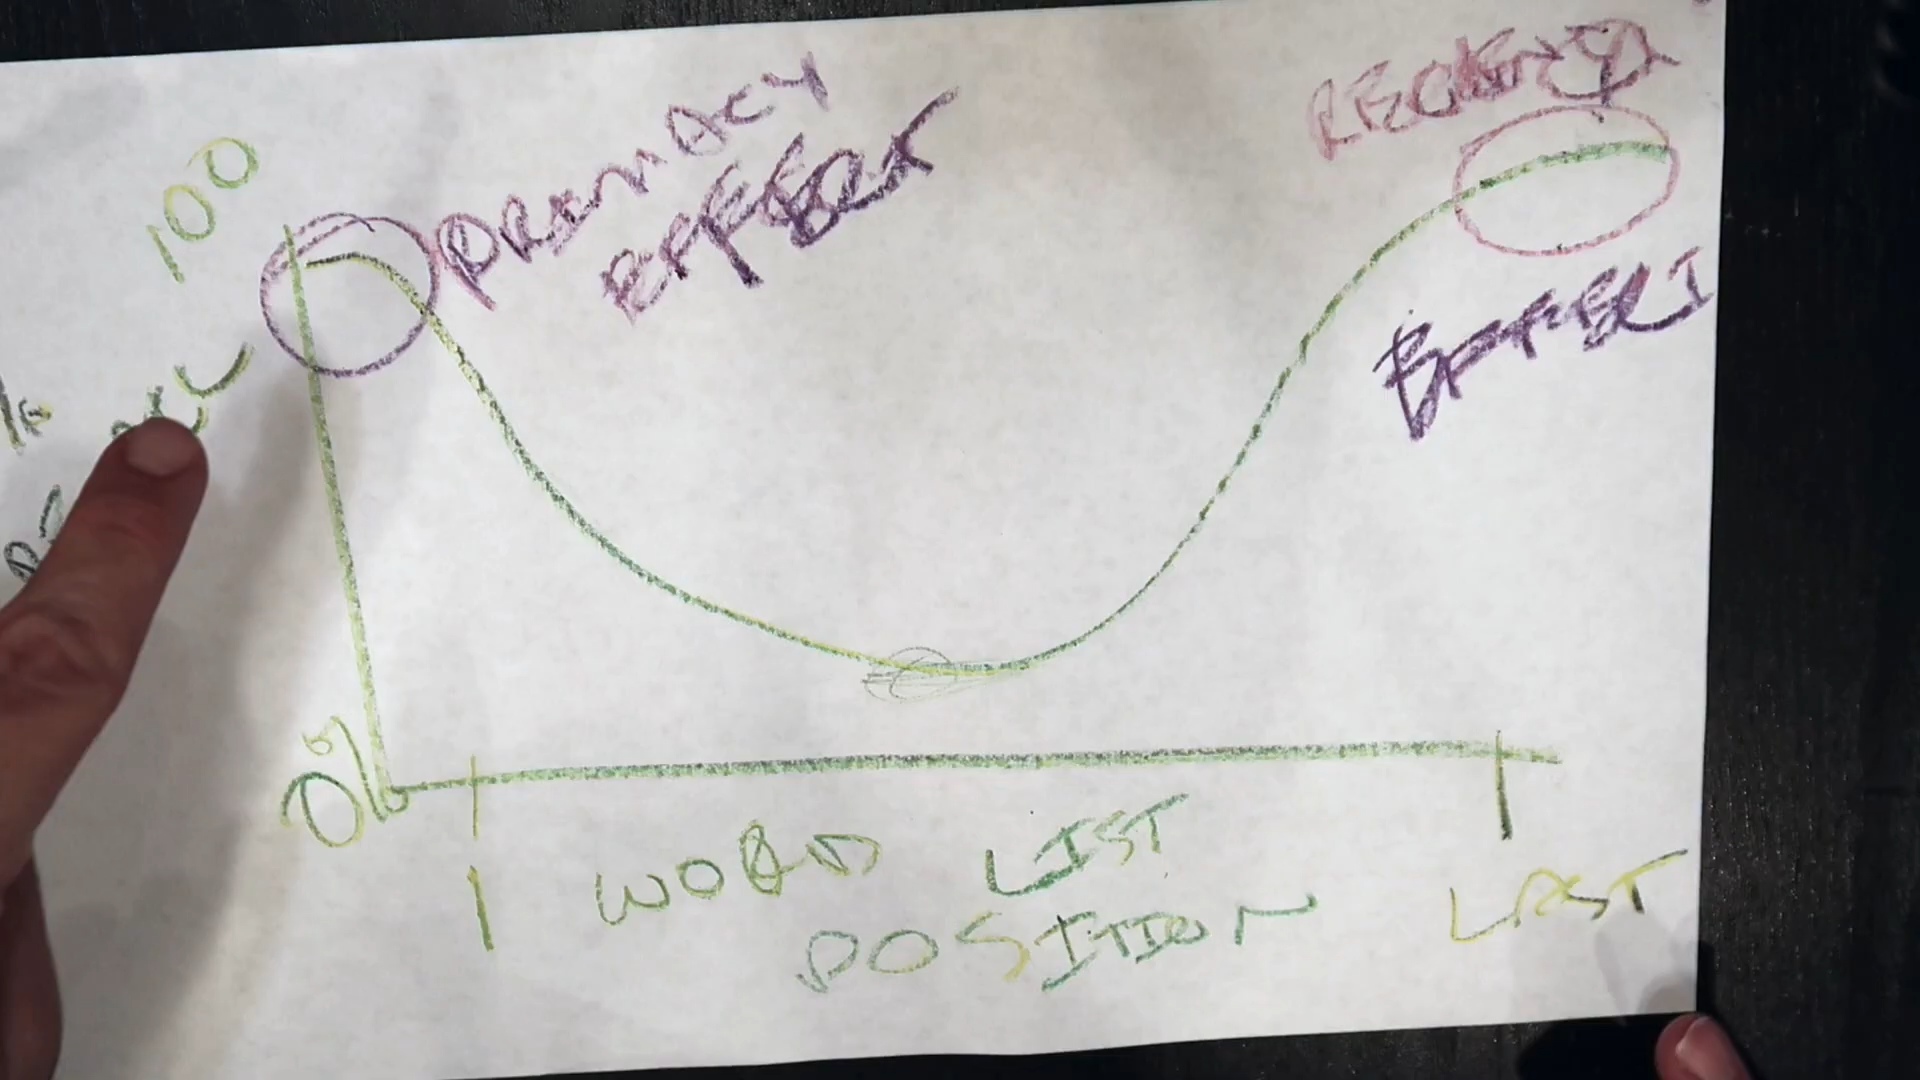 100
PRIMACY
EFFECT
RECENCY
EFFECT
0%
1
WORD LIST
POSITION
LAST